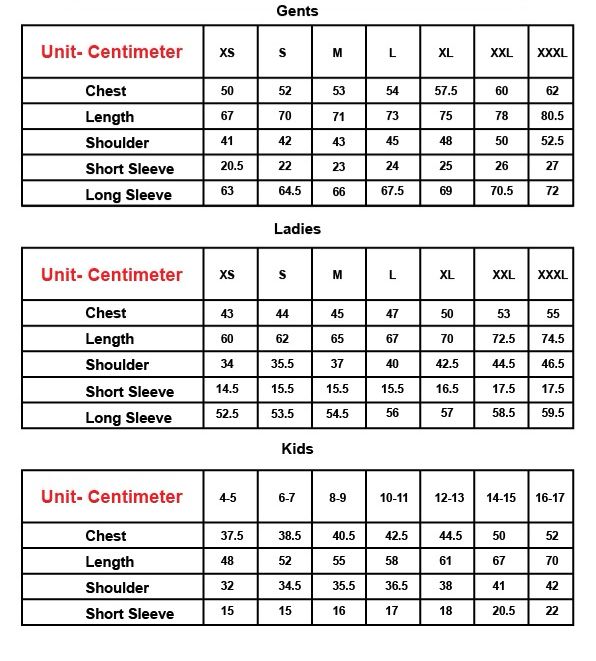 Gents
Unit- Centimeter XS S M L XL XXL XXXL
Chest 50 52 53 54 57.5 60 62
Length 67 70 71 73 75 78 80.5
Shoulder 41 42 43 45 48 50 52.5
Short Sleeve 20.5 22 23 24 25 26 27
Long Sleeve 63 64.5 66 67.5 69 70.5 72
Ladies
Unit- Centimeter XS S M L XL XXL XXXL
Chest 43 44 45 47 50 53 55
Length 60 62 65 67 70 72.5 74.5
Shoulder 34 35.5 37 40 42.5 44.5 46.5
Short Sleeve 14.5 15.5 15.5 15.5 16.5 17.5 17.5
Long Sleeve 52.5 53.5 54.5 56 57 58.5 59.5
Kids
Unit- Centimeter 4-5 6-7 8-9 10-11 12-13 14-15 16-17
Chest 37.5 38.5 40.5 42.5 44.5 50 52
Length 48 52 55 58 61 67 70
Shoulder 32 34.5 35.5 36.5 38 41 42
Short Sleeve 15 15 16 17 18 20.5 22